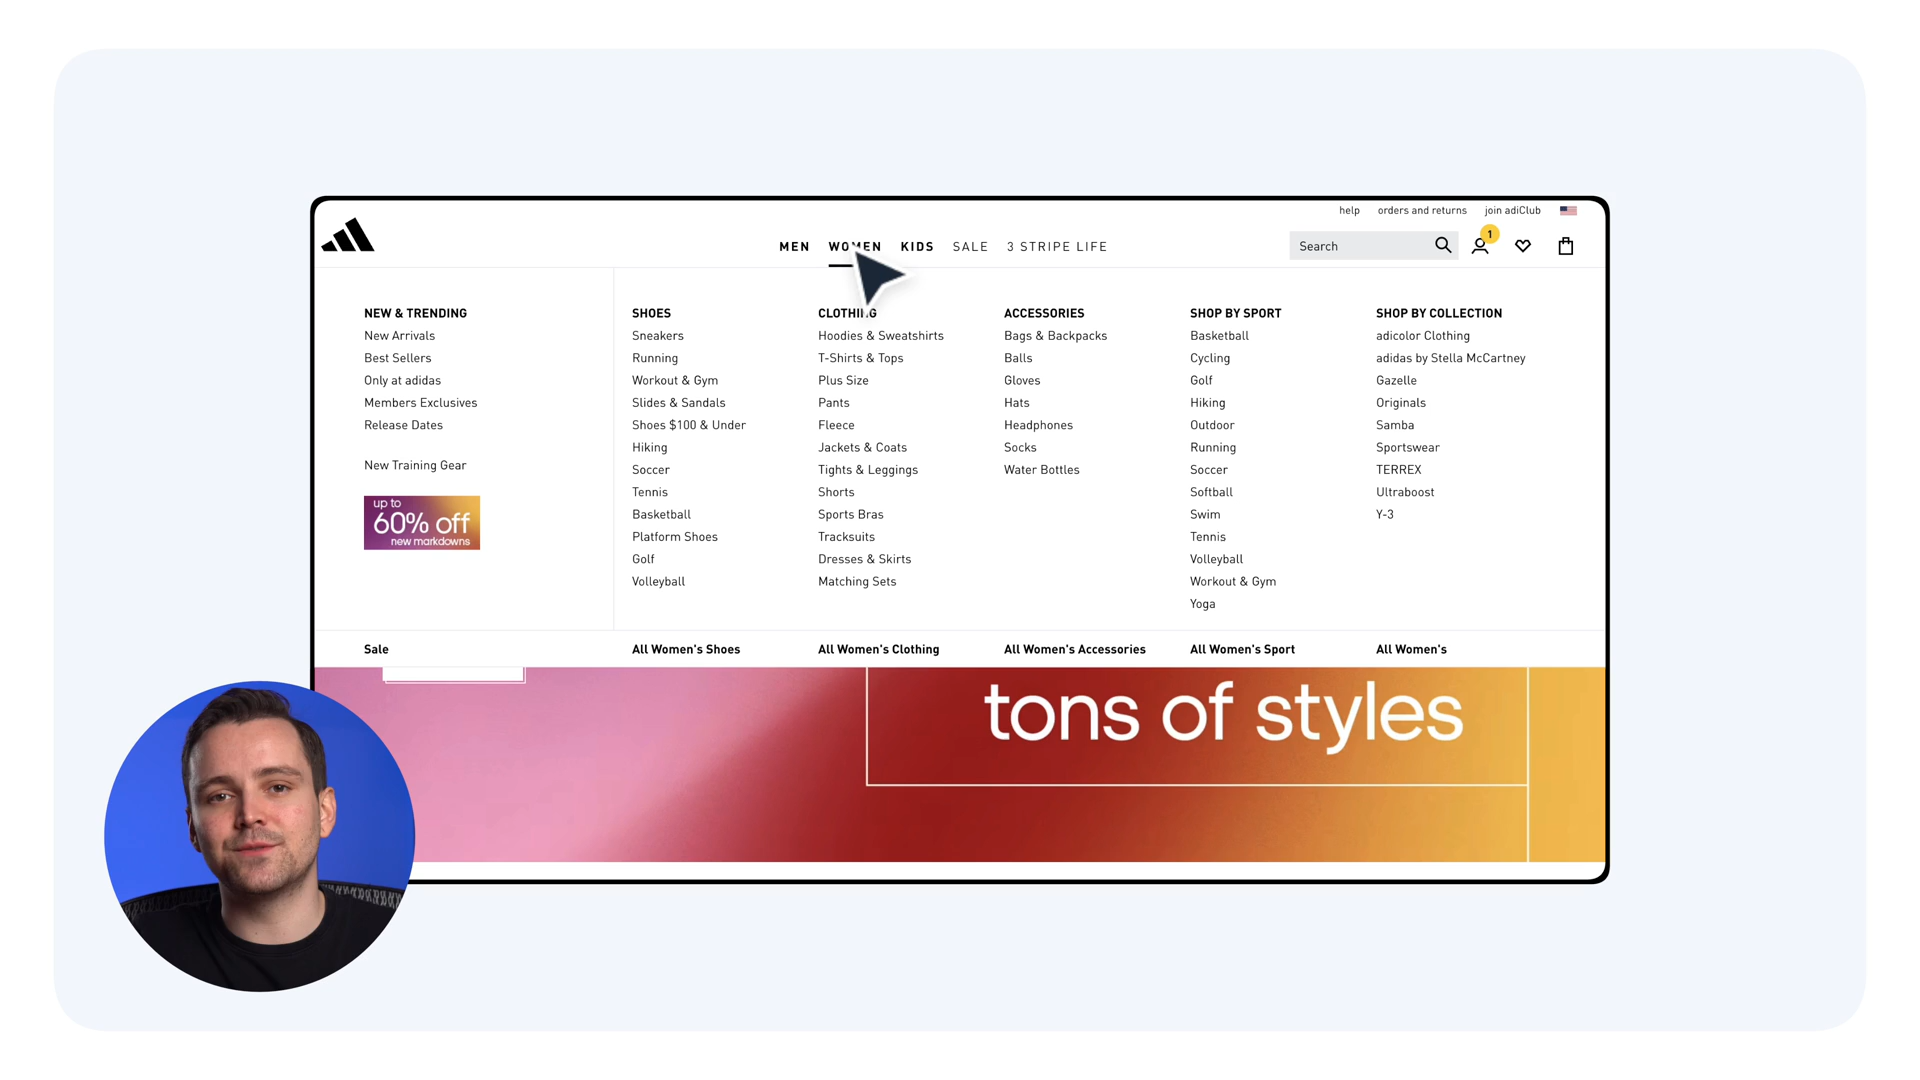 help orders and returns join adiClub
MEN WOMEN KIDS SALE 3 STRIPE LIFE
Search
1
NEW & TRENDING
New Arrivals
Best Sellers
Only at adidas
Members Exclusives
Release Dates
New Training Gear
up to
60% off
new markdowns
Sale
SHOES
Sneakers
Running
Workout & Gym
Slides & Sandals
Shoes $100 & Under
Hiking
Soccer
Tennis
Basketball
Platform Shoes
Golf
Volleyball
All Women's Shoes
CLOTHING
Hoodies & Sweatshirts
T-Shirts & Tops
Plus Size
Pants
Fleece
Jackets & Coats
Tights & Leggings
Shorts
Sports Bras
Tracksuits
Dresses & Skirts
Matching Sets
All Women's Clothing
ACCESSORIES
Bags & Backpacks
Balls
Gloves
Hats
Headphones
Socks
Water Bottles
All Women's Accessories
SHOP BY SPORT
Basketball
Cycling
Golf
Hiking
Outdoor
Running
Soccer
Softball
Swim
Tennis
Volleyball
Workout & Gym
Yoga
All Women's Sport
SHOP BY COLLECTION
adicolor Clothing
adidas by Stella McCartney
Gazelle
Originals
Samba
Sportswear
TERREX
Ultraboost
Y-3
All Women's
tons of styles